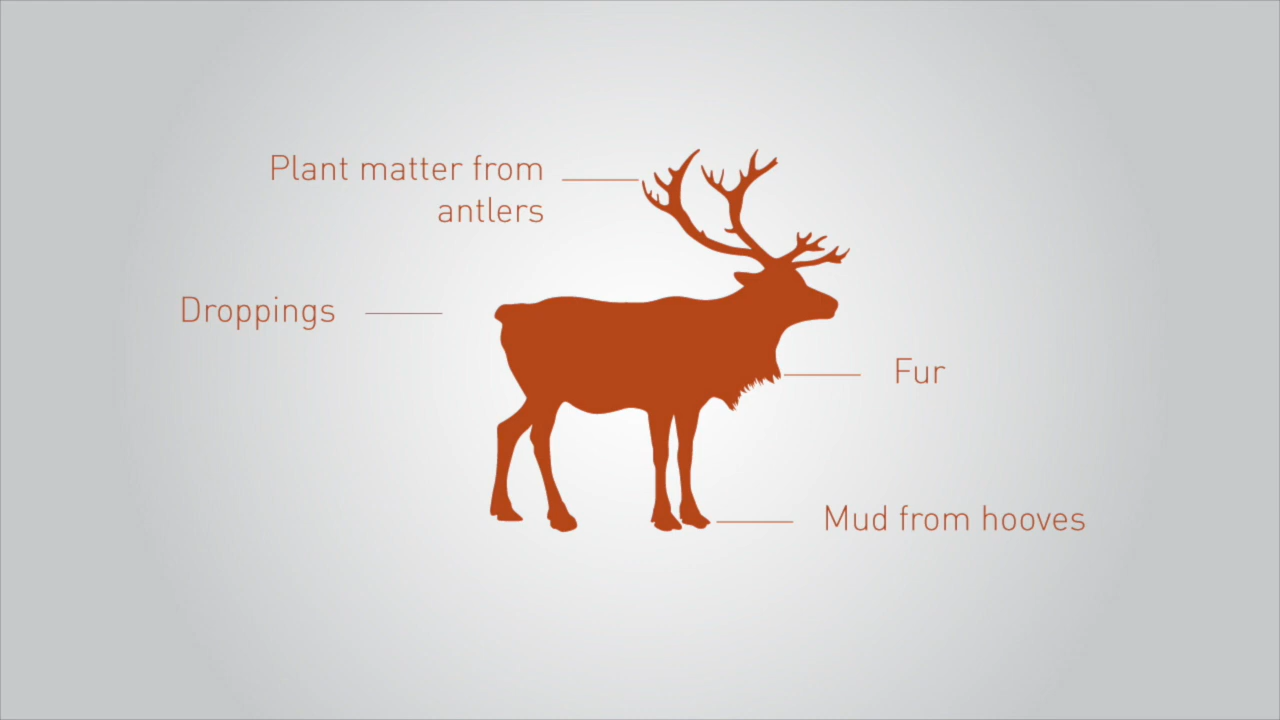 Plant matter from
antlers
Droppings
Fur
Mud from hooves